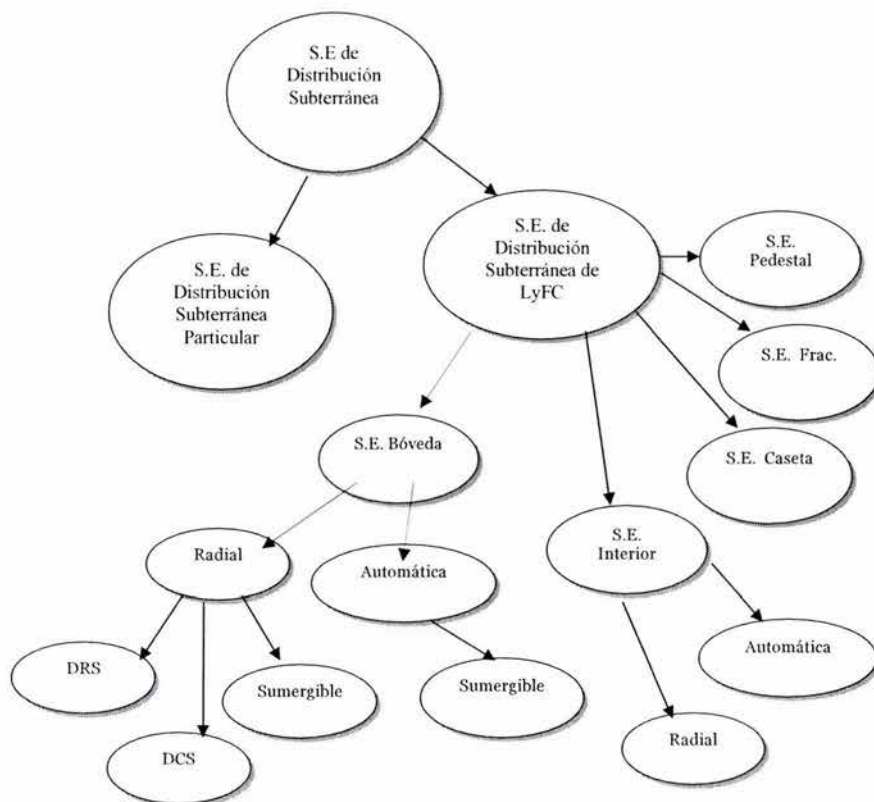 S.E de
Distribución
Subterránea
S.E. de
Distribución
Subterránea de
LyFC
S.E.
Pedestal
S.E. de
Distribución
Subterránea
Particular
S.E. Frac.
S.E. Bóveda
S.E. Caseta
S.E.
Interior
Radial
Automática
Automática
DRS
Sumergible
Sumergible
Radial
DCS